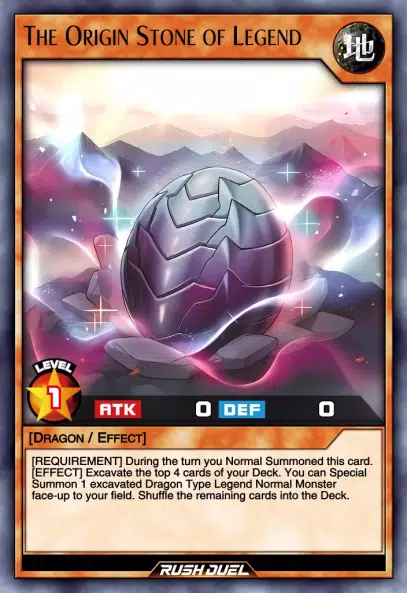 The Origin Stone of Legend
地
LEVEL
1
ATK 0 DEF 0
[Dragon / Effect]
[REQUIREMENT] During the turn you Normal Summoned this card.
[EFFECT] Excavate the top 4 cards of your Deck. You can Special
Summon 1 excavated Dragon Type Legend Normal Monster
face-up to your field. Shuffle the remaining cards into the Deck.
RUSH DUEL